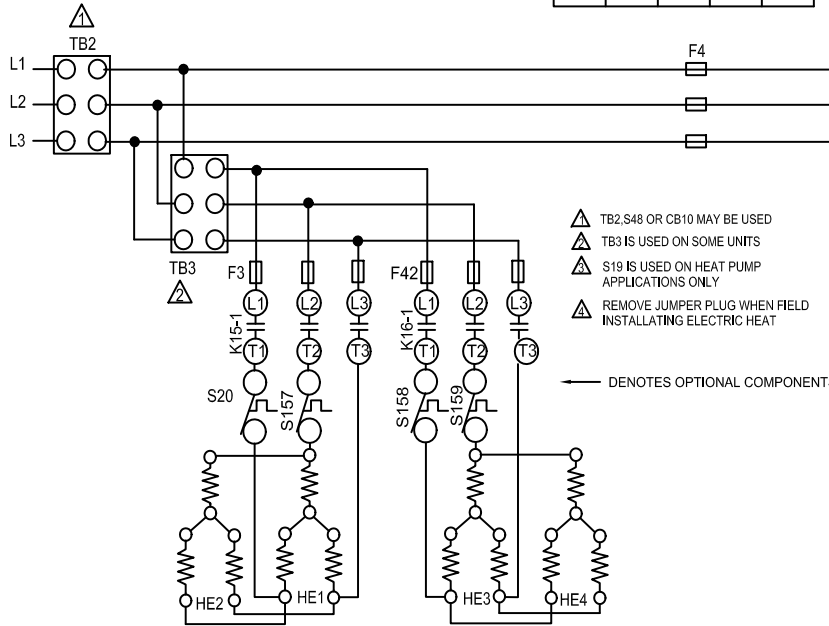 1
TB2
F4
L1
L2
L3
TB3
2
F3
F42
L1 L2 L3 L1 L2 L3
K15-1
K16-1
T1 T2 T3 T1 T2 T3
S20
S157
S158
S159
HE2 HE1 HE3 HE4
1 TB2,S48 OR CB10 MAY BE USED
2 TB3 IS USED ON SOME UNITS
3 S19 IS USED ON HEAT PUMP
APPLICATIONS ONLY
4 REMOVE JUMPER PLUG WHEN FIELD
INSTALLATING ELECTRIC HEAT
DENOTES OPTIONAL COMPONENT